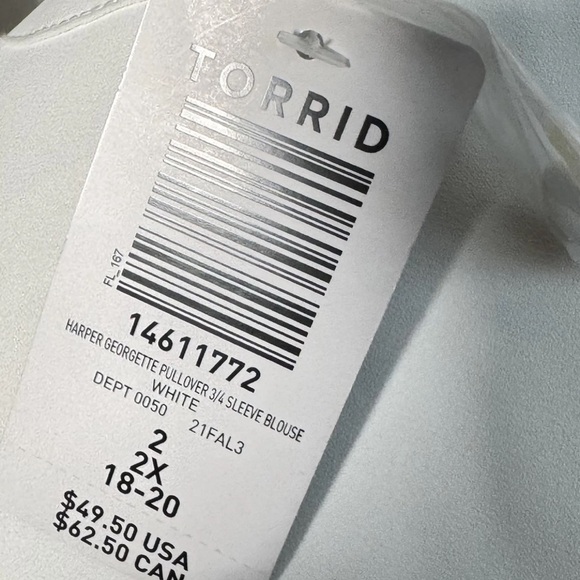 TORRID
FL_167
14611772
HARPER GEORGETTE PULLOVER 3/4 SLEEVE BLOUSE
WHITE
DEPT 0050 21FAL3
2
2X
18-20
$49.50 USA
$62.50 CAN